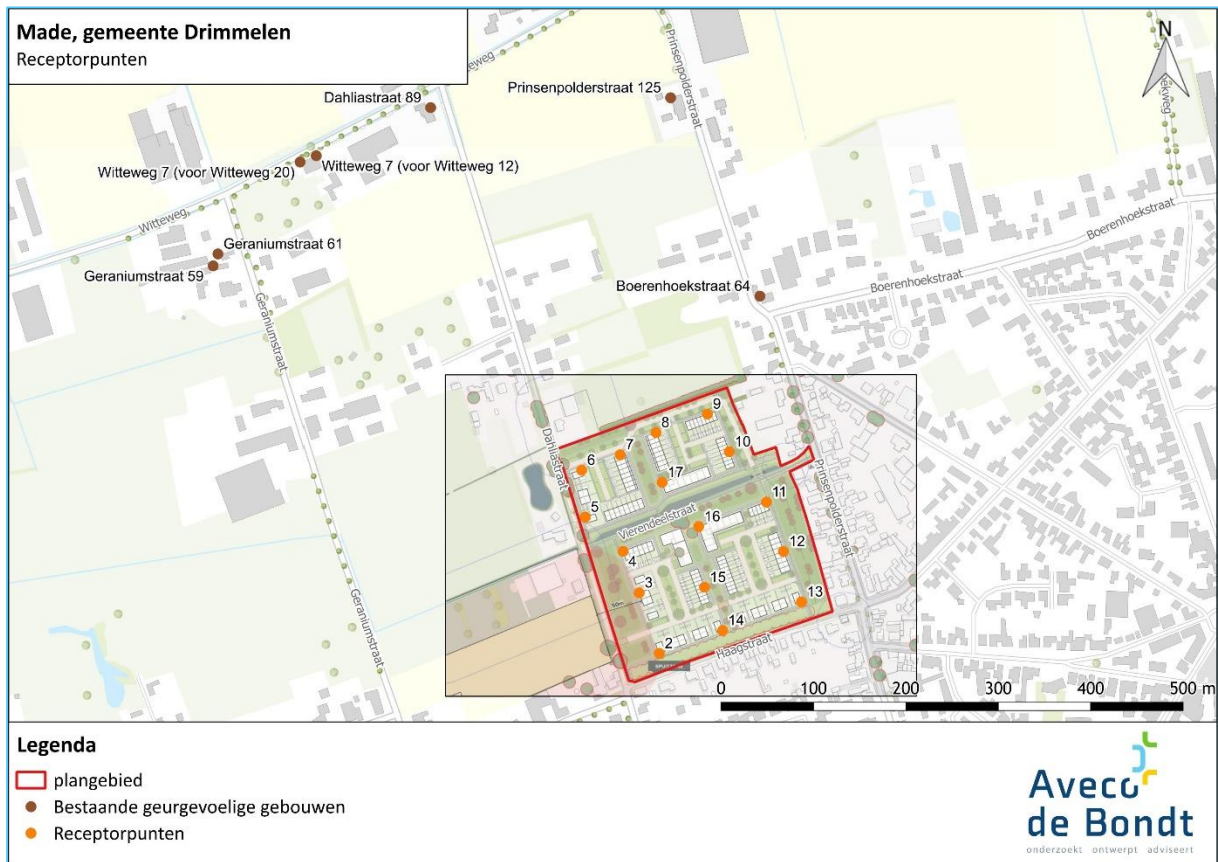 Made, gemeente Drimmelen
Receptorpunten
Witteweg
Prinsenpolderstraat
N
Dahliastraat 89
Prinsenpolderstraat 125
Witteweg 7 (voor Witteweg 20)
Witteweg 7 (voor Witteweg 12)
Witteweg
Geraniumstraat 61
Geraniumstraat 59
Boerenhoekstraat
Boerenhoekstraat
Boerenhoekstraat 64
Geraniumstraat
Dahliastraat
9
8
7
10
6
17
Prinsenpolderstraat
5
11
16
Vierendeelstraat
4
12
3
15
50m
13
14
2
Haagstraat
Geraniumstraat
0 100 200 300 400 500 m
Legenda
plangebied
Bestaande geurgevoelige gebouwen
Receptorpunten
Aveco
de Bondt
onderzoekt ontwerpt adviseert